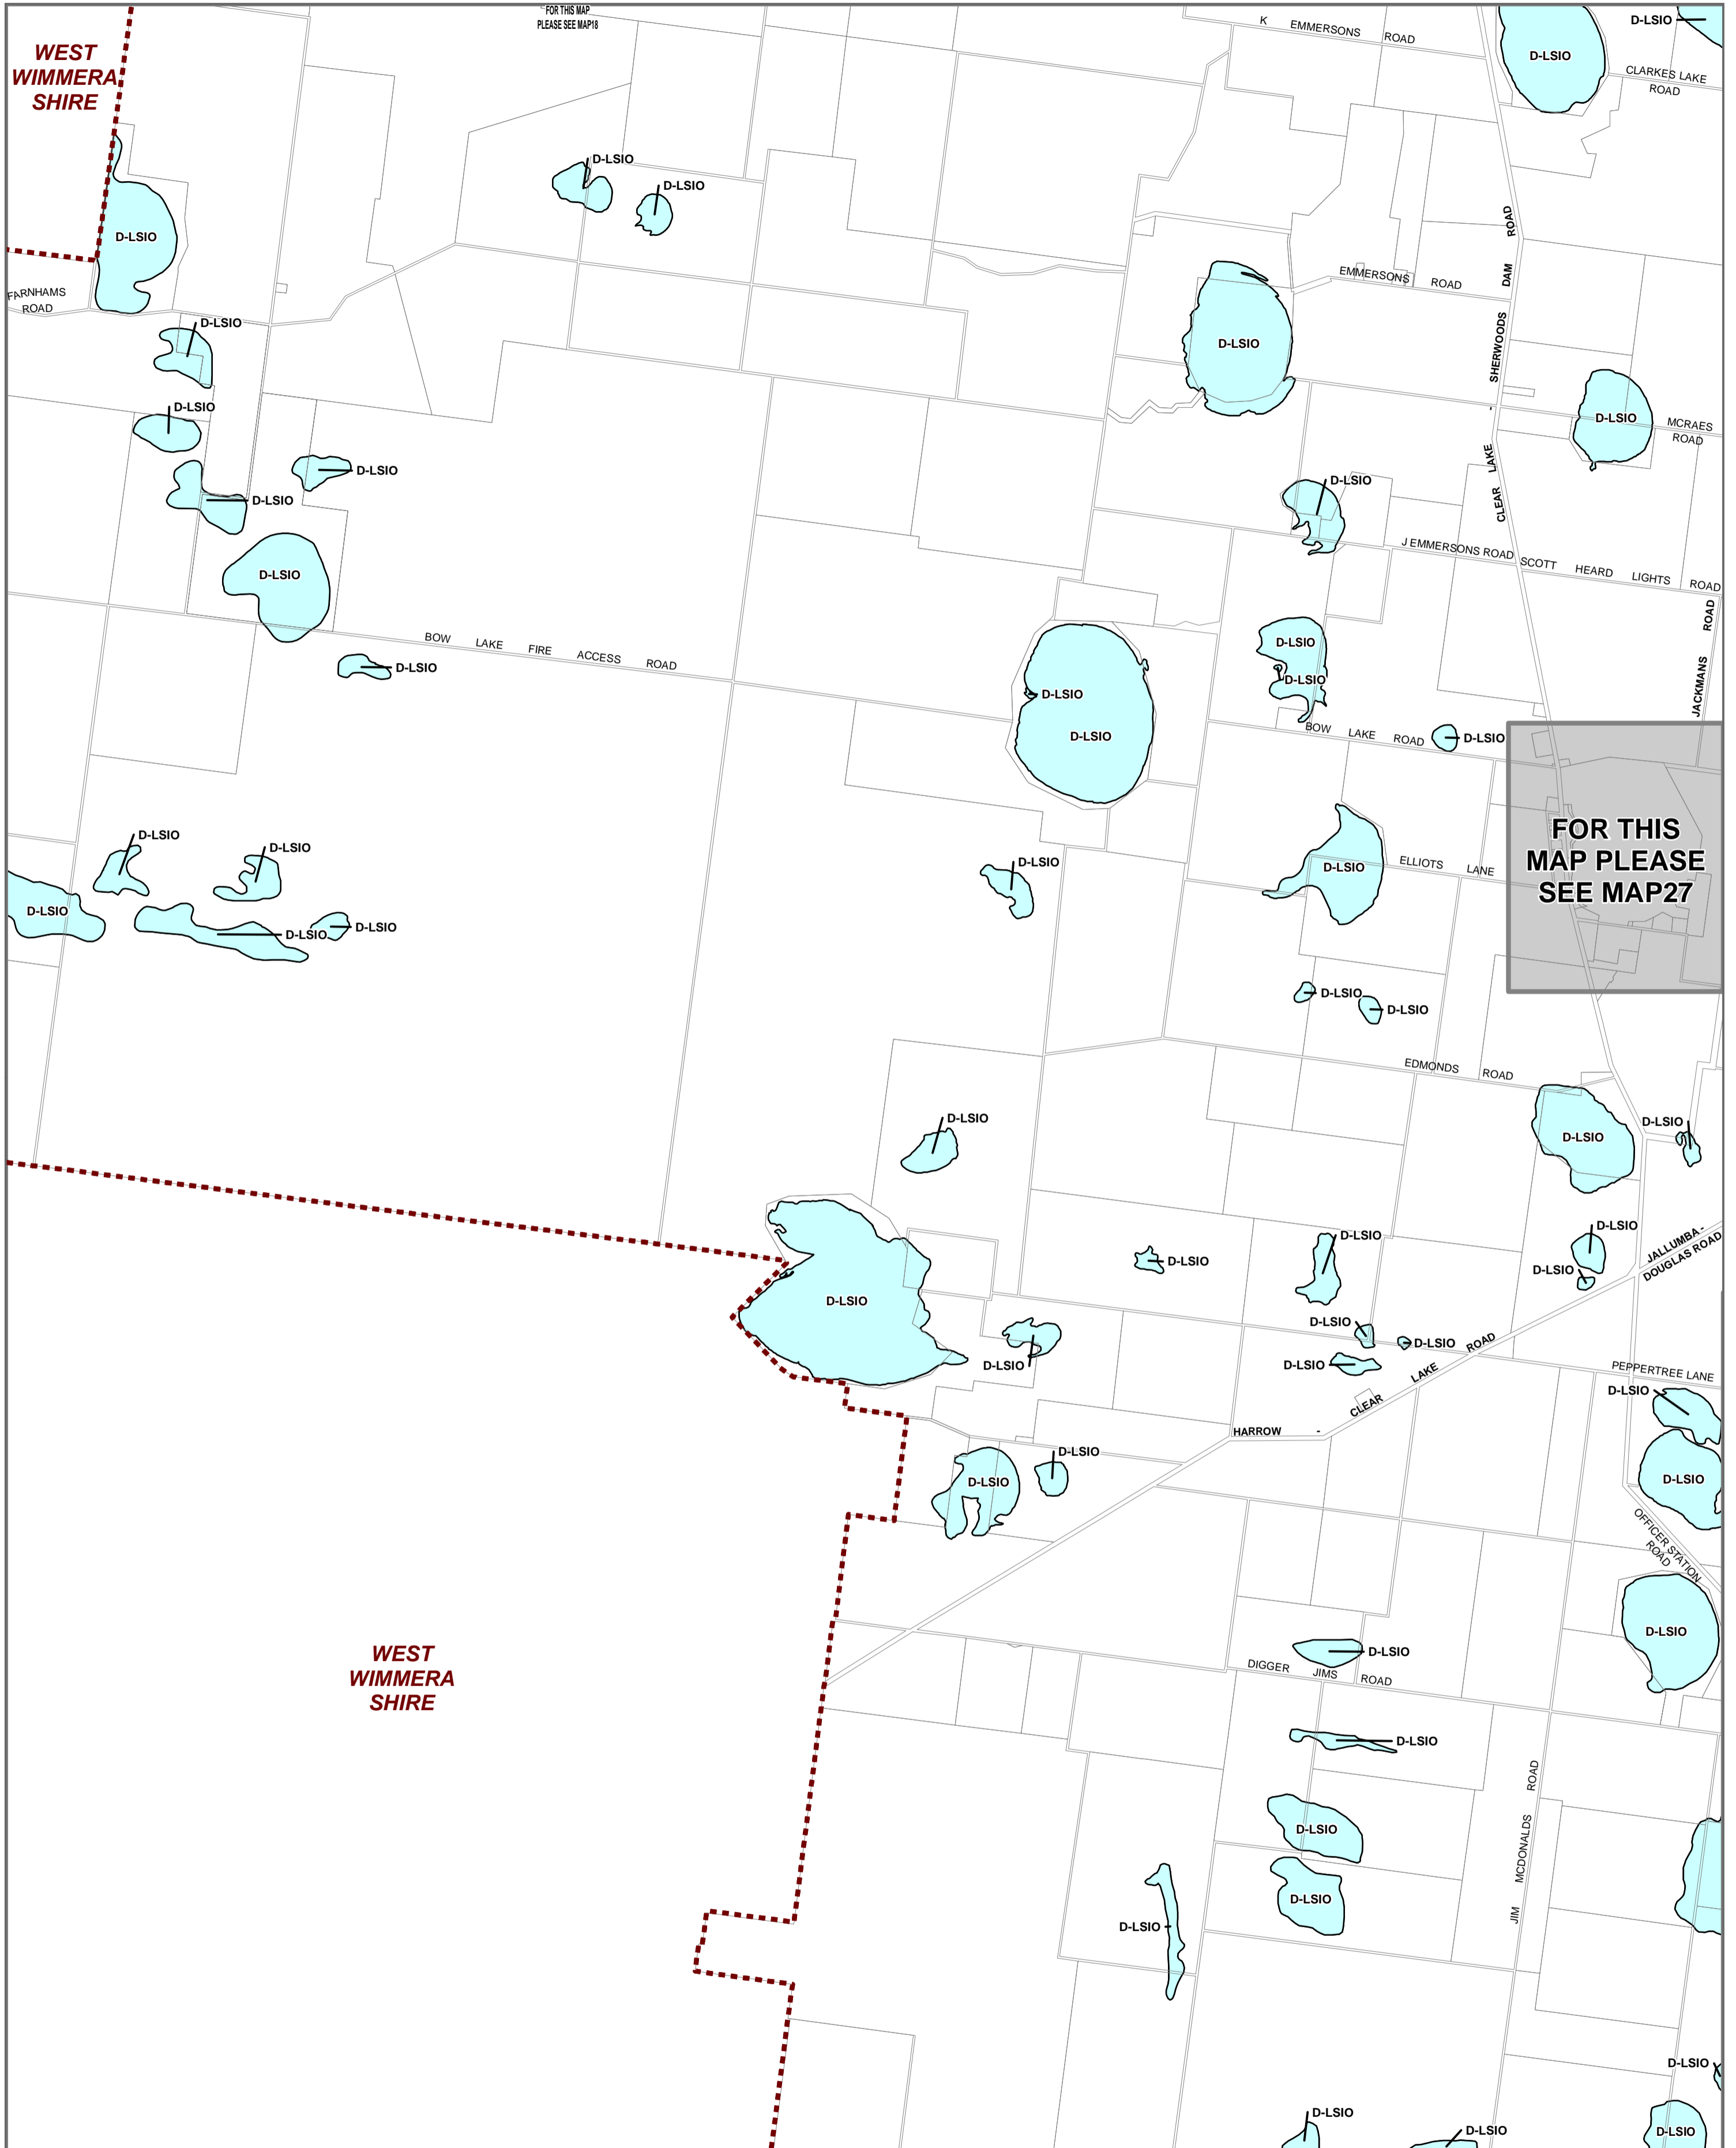 FOR THIS MAP
PLEASE SEE MAP18
K EMMERSONS ROAD
D-LSIO
WEST
WIMMERA
SHIRE
D-LSIO
CLARKES LAKE
ROAD
D-LSIO
D-LSIO
D-LSIO
FARNHAMS
ROAD
EMMERSONS ROAD
CLEAR LAKE - SHERWOODS DAM ROAD
D-LSIO
D-LSIO
D-LSIO
D-LSIO
MCRAES
ROAD
D-LSIO
D-LSIO
D-LSIO
J EMMERSONS ROAD
SCOTT HEARD LIGHTS ROAD
D-LSIO
JACKMANS ROAD
BOW LAKE FIRE ACCESS ROAD
D-LSIO
D-LSIO
D-LSIO
D-LSIO
D-LSIO
BOW LAKE ROAD
D-LSIO
FOR THIS
MAP PLEASE
SEE MAP27
D-LSIO
D-LSIO
D-LSIO
D-LSIO
ELLIOTS LANE
D-LSIO
D-LSIO
D-LSIO
D-LSIO
D-LSIO
EDMONDS ROAD
D-LSIO
D-LSIO
D-LSIO
D-LSIO
D-LSIO
D-LSIO
JALLUMBA -
DOUGLAS ROAD
D-LSIO
D-LSIO
D-LSIO
D-LSIO
D-LSIO
D-LSIO
PEPPERTREE LANE
D-LSIO
HARROW - CLEAR LAKE ROAD
D-LSIO
D-LSIO
D-LSIO
OFFICER STATION
ROAD
D-LSIO
WEST
WIMMERA
SHIRE
D-LSIO
DIGGER JIMS ROAD
D-LSIO
JIM MCDONALDS ROAD
D-LSIO
D-LSIO
D-LSIO
D-LSIO
D-LSIO
D-LSIO
D-LSIO